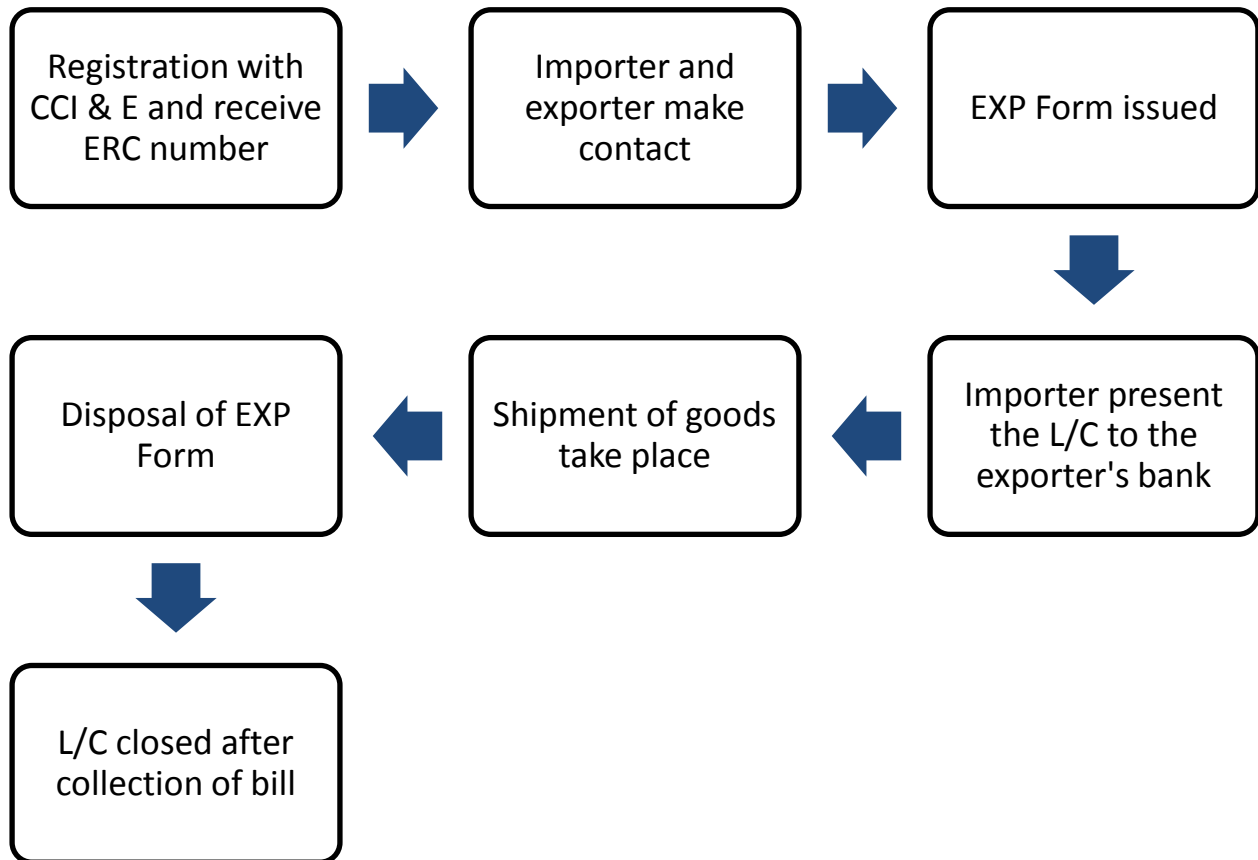 Registration with
CCI & E and receive
ERC number
Importer and
exporter make
contact
EXP Form issued
Importer present
the L/C to the
exporter's bank
Shipment of goods
take place
Disposal of EXP
Form
L/C closed after
collection of bill